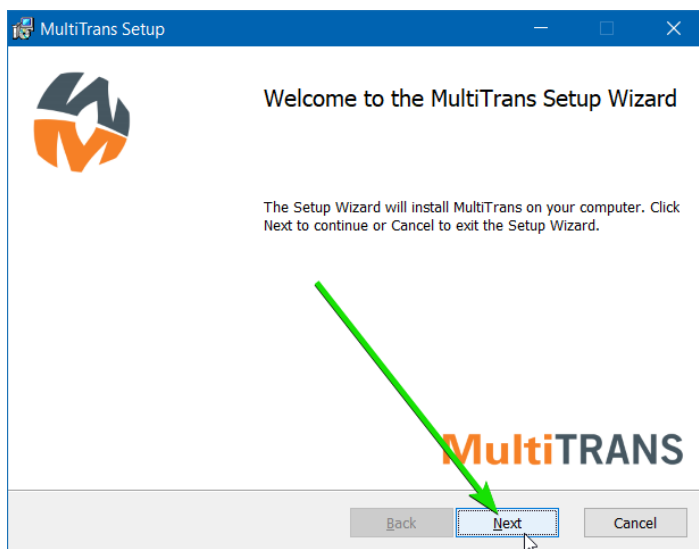 MultiTrans Setup
Welcome to the MultiTrans Setup Wizard
The Setup Wizard will install MultiTrans on your computer. Click
Next to continue or Cancel to exit the Setup Wizard.
MultiTRANS
Back Next Cancel